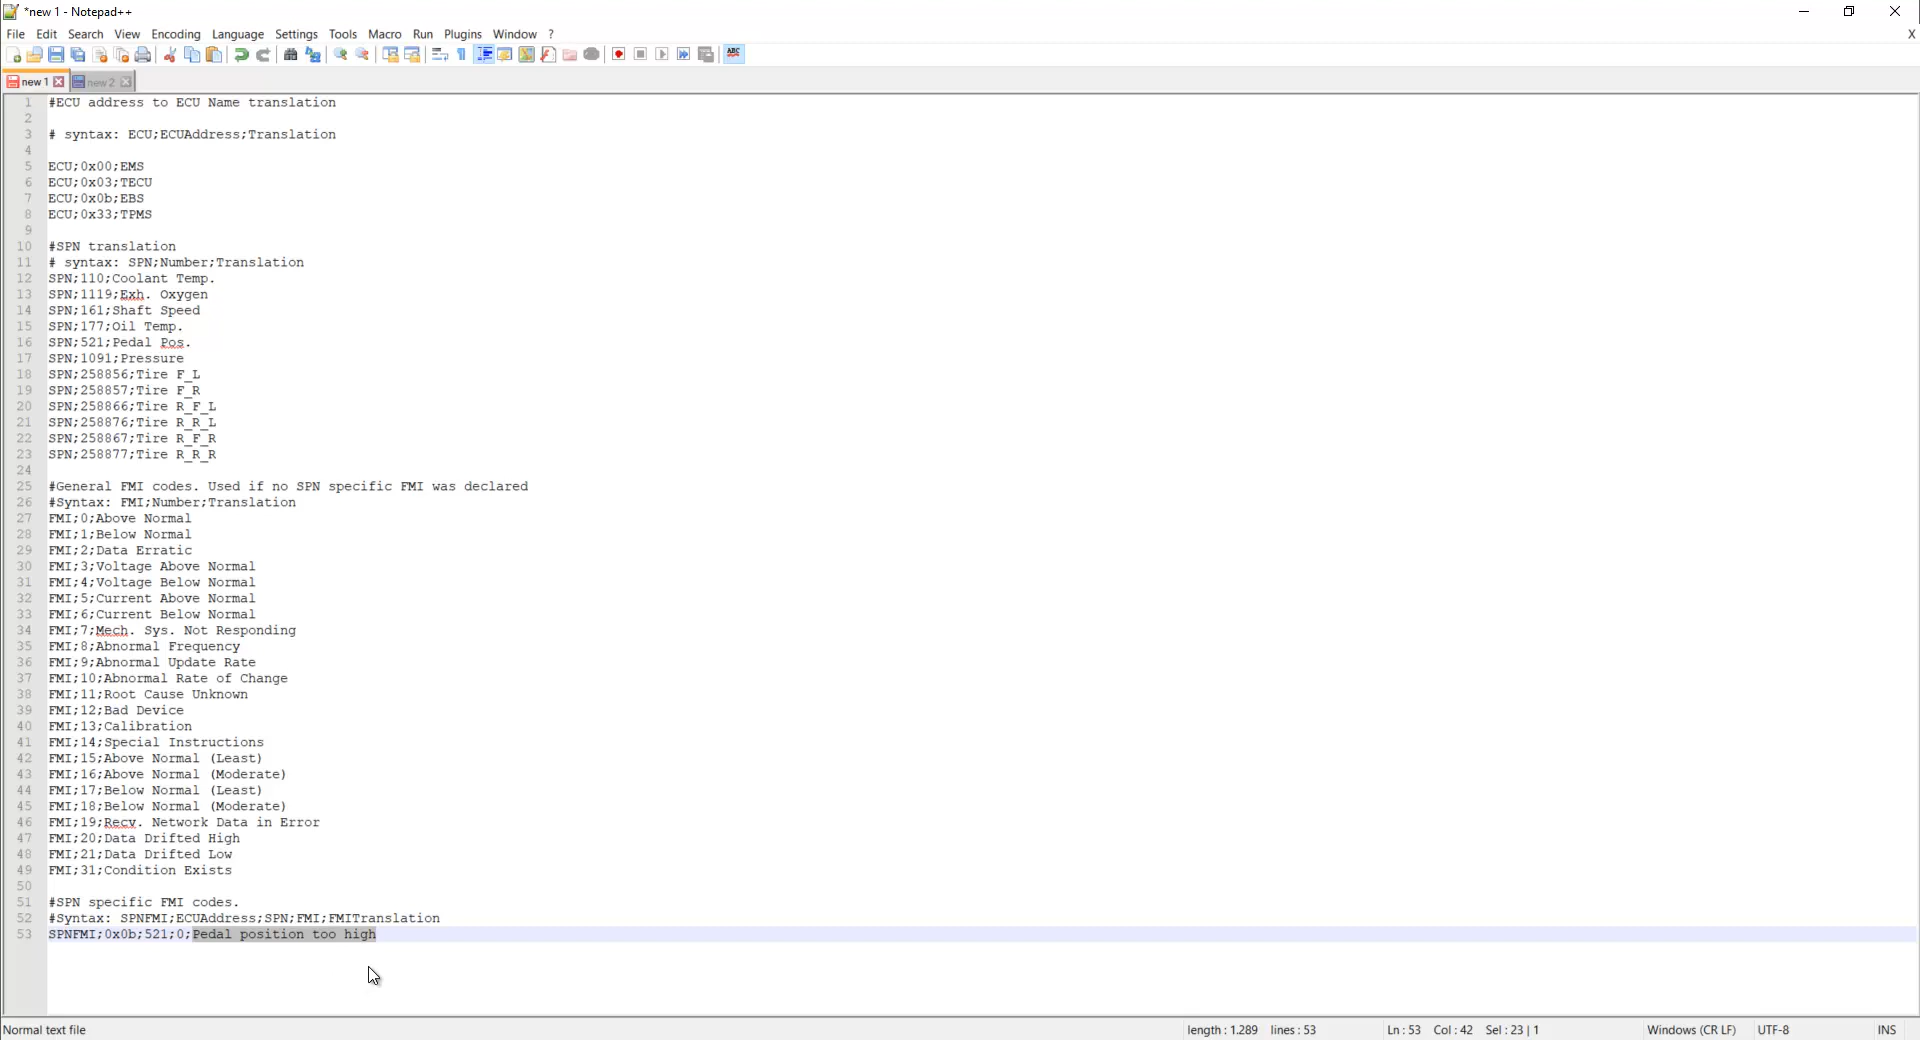 *new 1 - Notepad++
File Edit Search View Encoding Language Settings Tools Macro Run Plugins Window ? X
ABC
new 1 new 2
1 #ECU address to ECU Name translation
2
3 # syntax: ECU;ECUAddress;Translation
4
5 ECU;0x00;EMS
6 ECU;0x03;TECU
7 ECU;0x0b;EBS
8 ECU;0x33;TPMS
9
10 #SPN translation
11 # syntax: SPN;Number;Translation
12 SPN;110;Coolant Temp.
13 SPN;1119;Exh. Oxygen
14 SPN;161;Shaft Speed
15 SPN;177;Oil Temp.
16 SPN;521;Pedal Pos.
17 SPN;1091;Pressure
18 SPN;258856;Tire F_L
19 SPN;258857;Tire F_R
20 SPN;258866;Tire R_F_L
21 SPN;258876;Tire R_R_L
22 SPN;258867;Tire R_F_R
23 SPN;258877;Tire R_R_R
24
25 #General FMI codes. Used if no SPN specific FMI was declared
26 #Syntax: FMI;Number;Translation
27 FMI;0;Above Normal
28 FMI;1;Below Normal
29 FMI;2;Data Erratic
30 FMI;3;Voltage Above Normal
31 FMI;4;Voltage Below Normal
32 FMI;5;Current Above Normal
33 FMI;6;Current Below Normal
34 FMI;7;Mech. Sys. Not Responding
35 FMI;8;Abnormal Frequency
36 FMI;9;Abnormal Update Rate
37 FMI;10;Abnormal Rate of Change
38 FMI;11;Root Cause Unknown
39 FMI;12;Bad Device
40 FMI;13;Calibration
41 FMI;14;Special Instructions
42 FMI;15;Above Normal (Least)
43 FMI;16;Above Normal (Moderate)
44 FMI;17;Below Normal (Least)
45 FMI;18;Below Normal (Moderate)
46 FMI;19;Recv. Network Data in Error
47 FMI;20;Data Drifted High
48 FMI;21;Data Drifted Low
49 FMI;31;Condition Exists
50
51 #SPN specific FMI codes.
52 #Syntax: SPNFMI;ECUAddress;SPN;FMI;FMITranslation
53 SPNFMI;0x0b;521;0;Pedal position too high
Normal text file length : 1.289 lines : 53 Ln : 53 Col : 42 Sel : 23 | 1 Windows (CR LF) UTF-8 INS